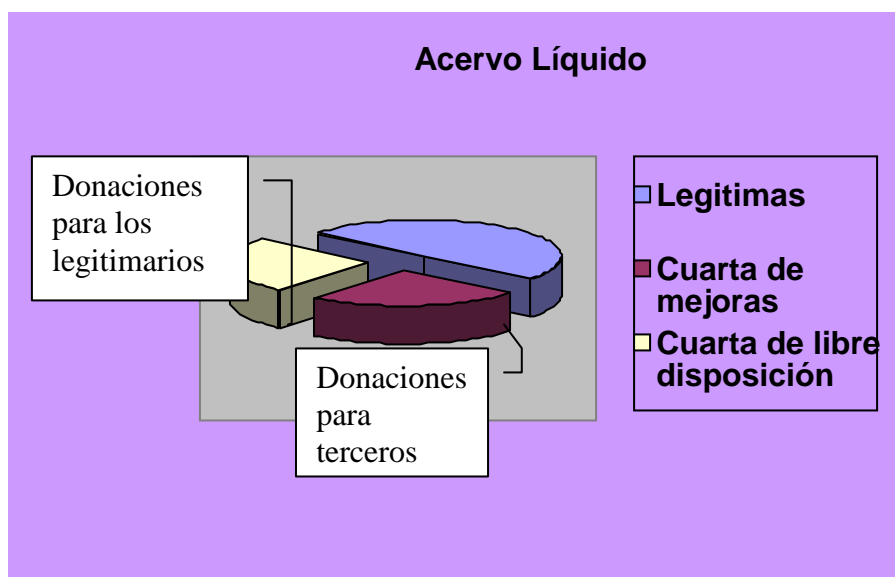 Acervo Líquido
Donaciones
para los
legitimarios
Donaciones
para
terceros
Legitimas
Cuarta de
mejoras
Cuarta de libre
disposición